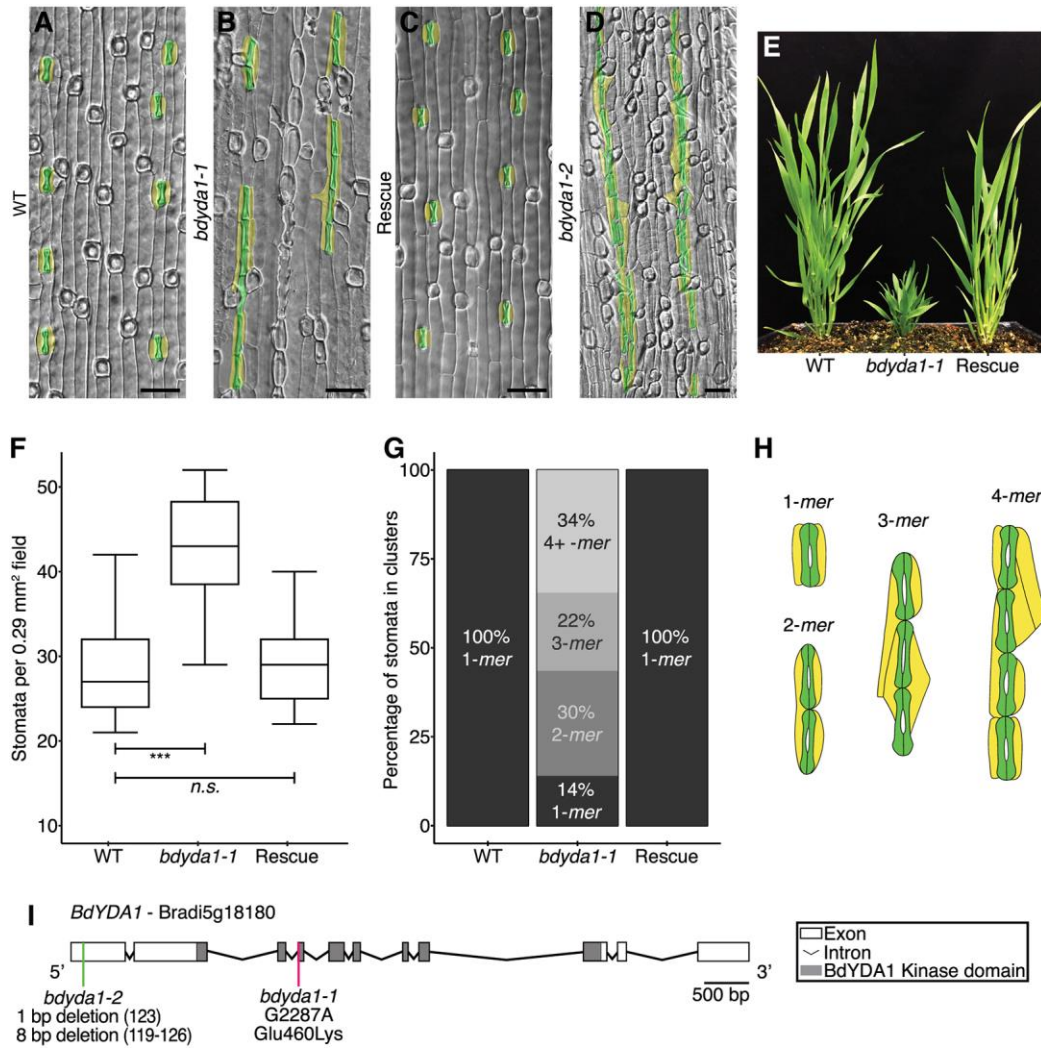 A
B
C
D
E
WT
bdyda1-1
Rescue
bdyda1-2
WT bdyda1-1 Rescue
F
Stomata per 0.29 mm² field
50
40
30
20
10
***
n.s.
WT bdyda1-1 Rescue
G
Percentage of stomata in clusters
100
75
50
25
0
100%
1-mer
34%
4+ -mer
22%
3-mer
30%
2-mer
14%
1-mer
100%
1-mer
WT bdyda1-1 Rescue
H
1-mer
2-mer
3-mer
4-mer
I
BdYDA1 - Bradi5g18180
5’
3’
bdyda1-2
1 bp deletion (123)
8 bp deletion (119-126)
bdyda1-1
G2287A
Glu460Lys
500 bp
Exon
Intron
BdYDA1 Kinase domain